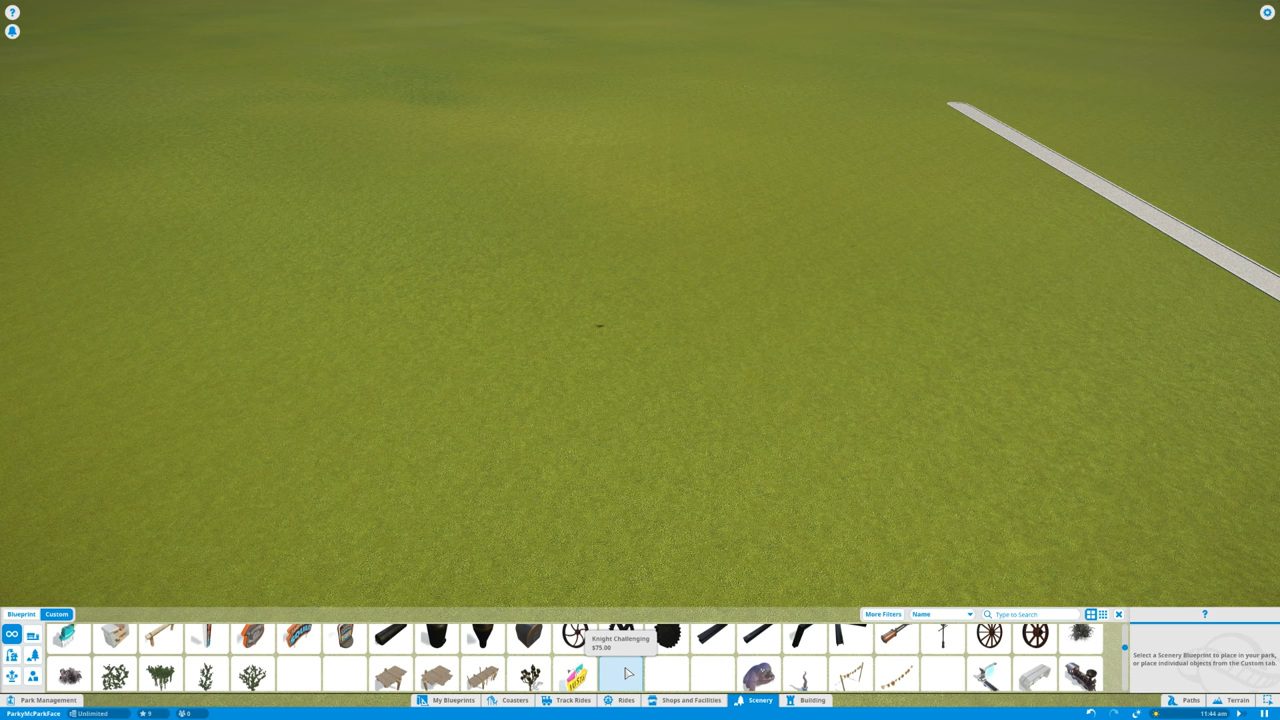 Blueprint Custom More Filters Name Type to Search ?
Knight Challenging
$75.00
Select a Scenery Blueprint to place in your park,
or place individual objects from the Custom tab.
Park Management My Blueprints Coasters Track Rides Rides Shops and Facilities Scenery Building Paths Terrain
ParkyMcParkFace Unlimited 9 0 11:44 am